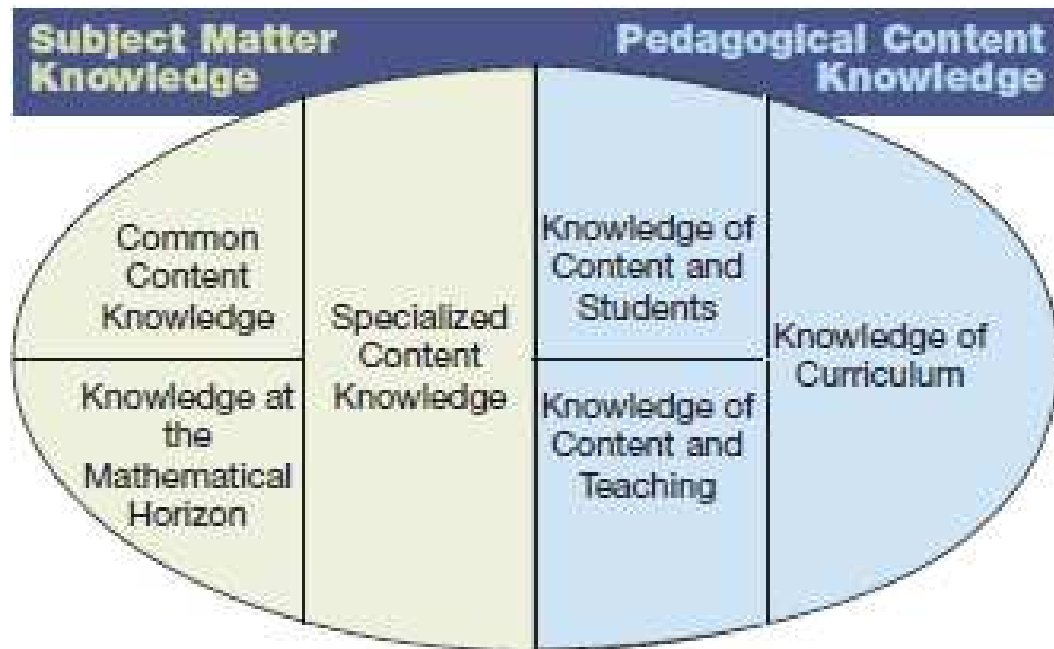 Subject Matter
Knowledge
Pedagogical Content
Knowledge
Common
Content
Knowledge
Knowledge at
the
Mathematical
Horizon
Specialized
Content
Knowledge
Knowledge of
Content and
Students
Knowledge of
Content and
Teaching
Knowledge of
Curriculum